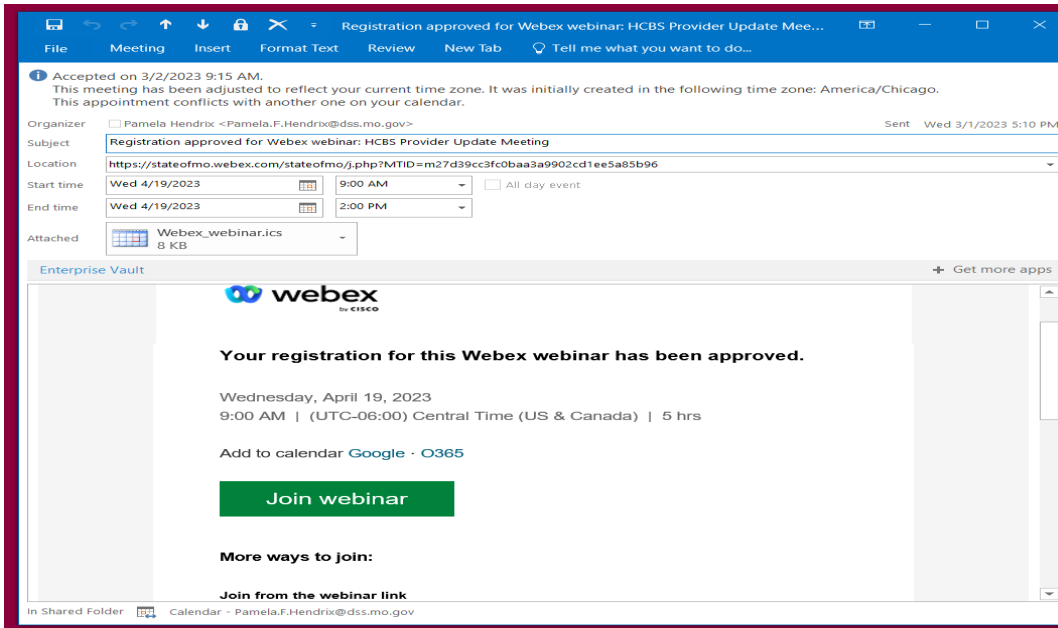 Registration approved for Webex webinar: HCBS Provider Update Mee...
File Meeting Insert Format Text Review New Tab Tell me what you want to do...
Accepted on 3/2/2023 9:15 AM.
This meeting has been adjusted to reflect your current time zone. It was initially created in the following time zone: America/Chicago.
This appointment conflicts with another one on your calendar.
Organizer Pamela Hendrix <Pamela.F.Hendrix@dss.mo.gov> Sent Wed 3/1/2023 5:10 PM
Subject Registration approved for Webex webinar: HCBS Provider Update Meeting
Location https://stateofmo.webex.com/stateofmo/j.php?MTID=m27d39cc3fc0baa3a9902cd1ee5a85b96
Start time Wed 4/19/2023 9:00 AM All day event
End time Wed 4/19/2023 2:00 PM
Attached Webex_webinar.ics
8 KB
Enterprise Vault + Get more apps
webex
by CISCO
Your registration for this Webex webinar has been approved.
Wednesday, April 19, 2023
9:00 AM | (UTC-06:00) Central Time (US & Canada) | 5 hrs
Add to calendar Google · O365
Join webinar
More ways to join:
Join from the webinar link
In Shared Folder Calendar - Pamela.F.Hendrix@dss.mo.gov